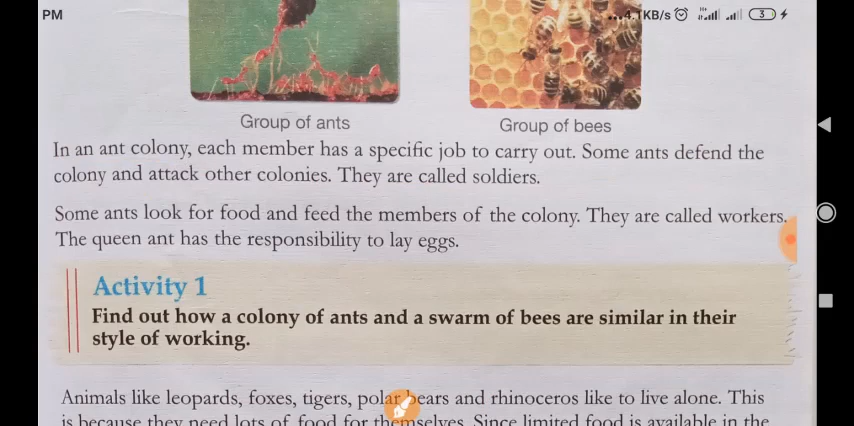 PM
...4.1KB/s 3
Group of ants
Group of bees
In an ant colony, each member has a specific job to carry out. Some ants defend the
colony and attack other colonies. They are called soldiers.
Some ants look for food and feed the members of the colony. They are called workers.
The queen ant has the responsibility to lay eggs.
Activity 1
Find out how a colony of ants and a swarm of bees are similar in their
style of working.
Animals like leopards, foxes, tigers, polar bears and rhinoceros like to live alone. This
is because they need lots of food for themselves. Since limited food is available in the